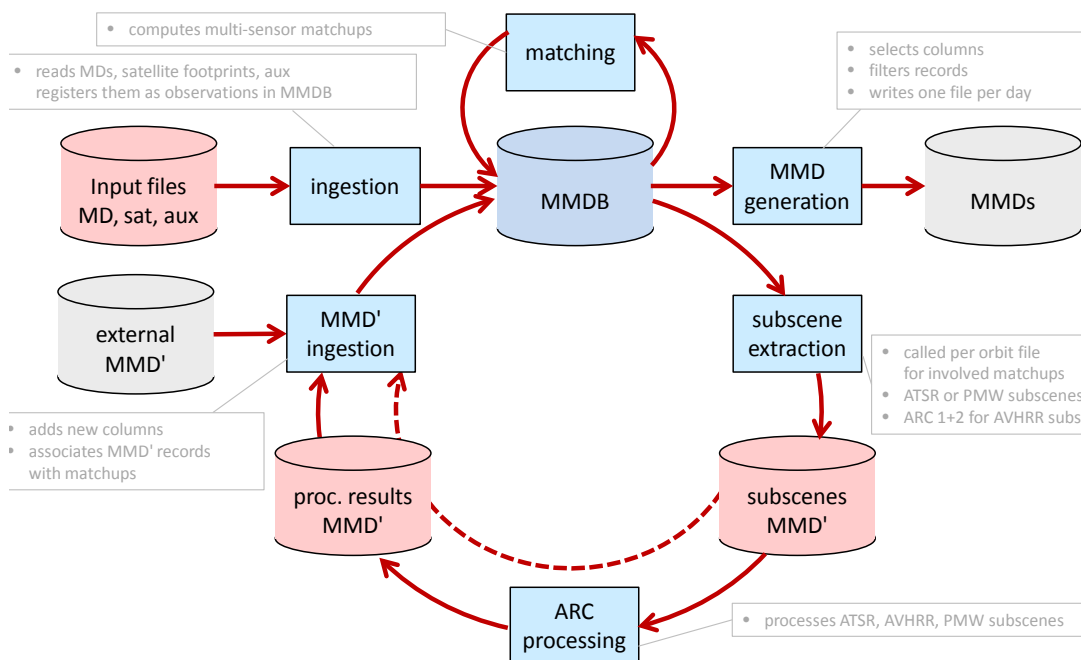 • computes multi-sensor matchups
• reads MDs, satellite footprints, aux
registers them as observations in MMDB
matching
• selects columns
• filters records
• writes one file per day
Input files
MD, sat, aux
ingestion
MMDB
MMD
generation
MMDs
external
MMD'
MMD'
ingestion
subscene
extraction
• called per orbit file
for involved matchups
• ATSR or PMW subscenes
• ARC 1+2 for AVHRR subs
• adds new columns
• associates MMD' records
with matchups
proc. results
MMD'
subscenes
MMD'
ARC
processing
• processes ATSR, AVHRR, PMW subscenes